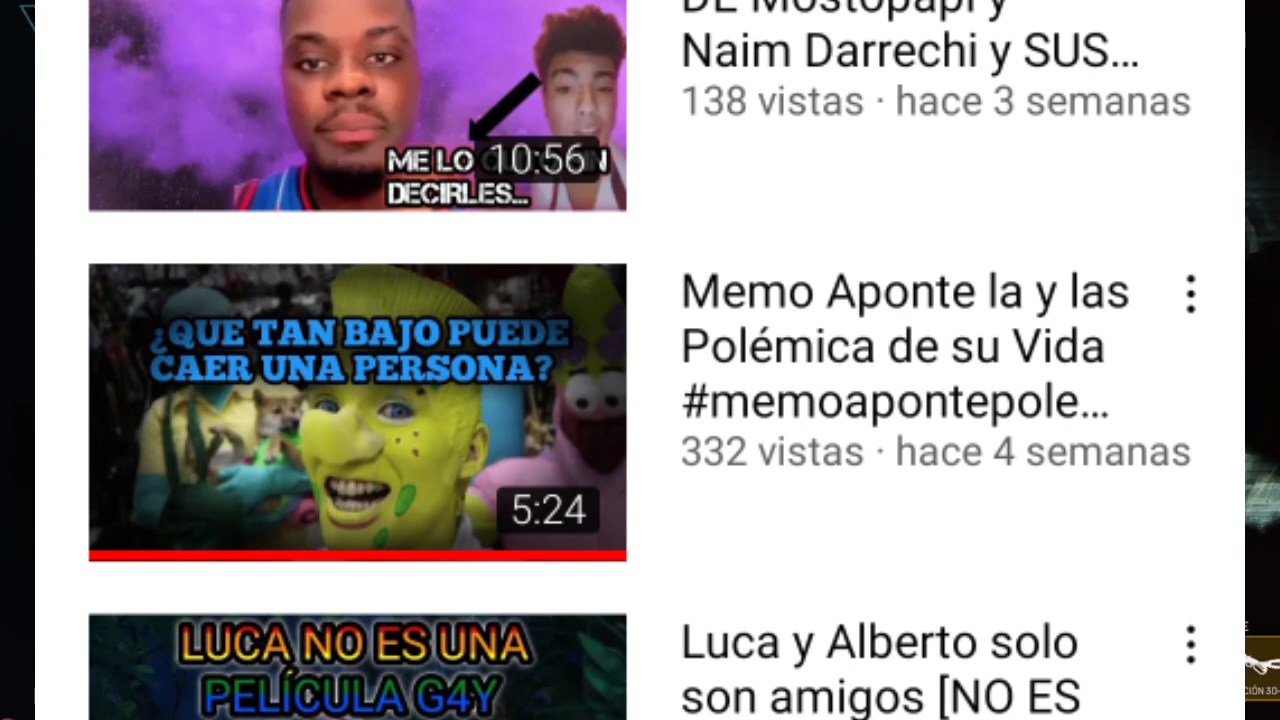 DE Mostopapi y
Naim Darrechi y SUS...
138 vistas · hace 3 semanas
ME LO
10:56
DECIRLES...
Memo Aponte la y las
Polémica de su Vida
#memoapontepole...
332 vistas · hace 4 semanas
¿QUE TAN BAJO PUEDE
CAER UNA PERSONA?
5:24
Luca y Alberto solo
son amigos [NO ES
LUCA NO ES UNA
PELÍCULA G4Y